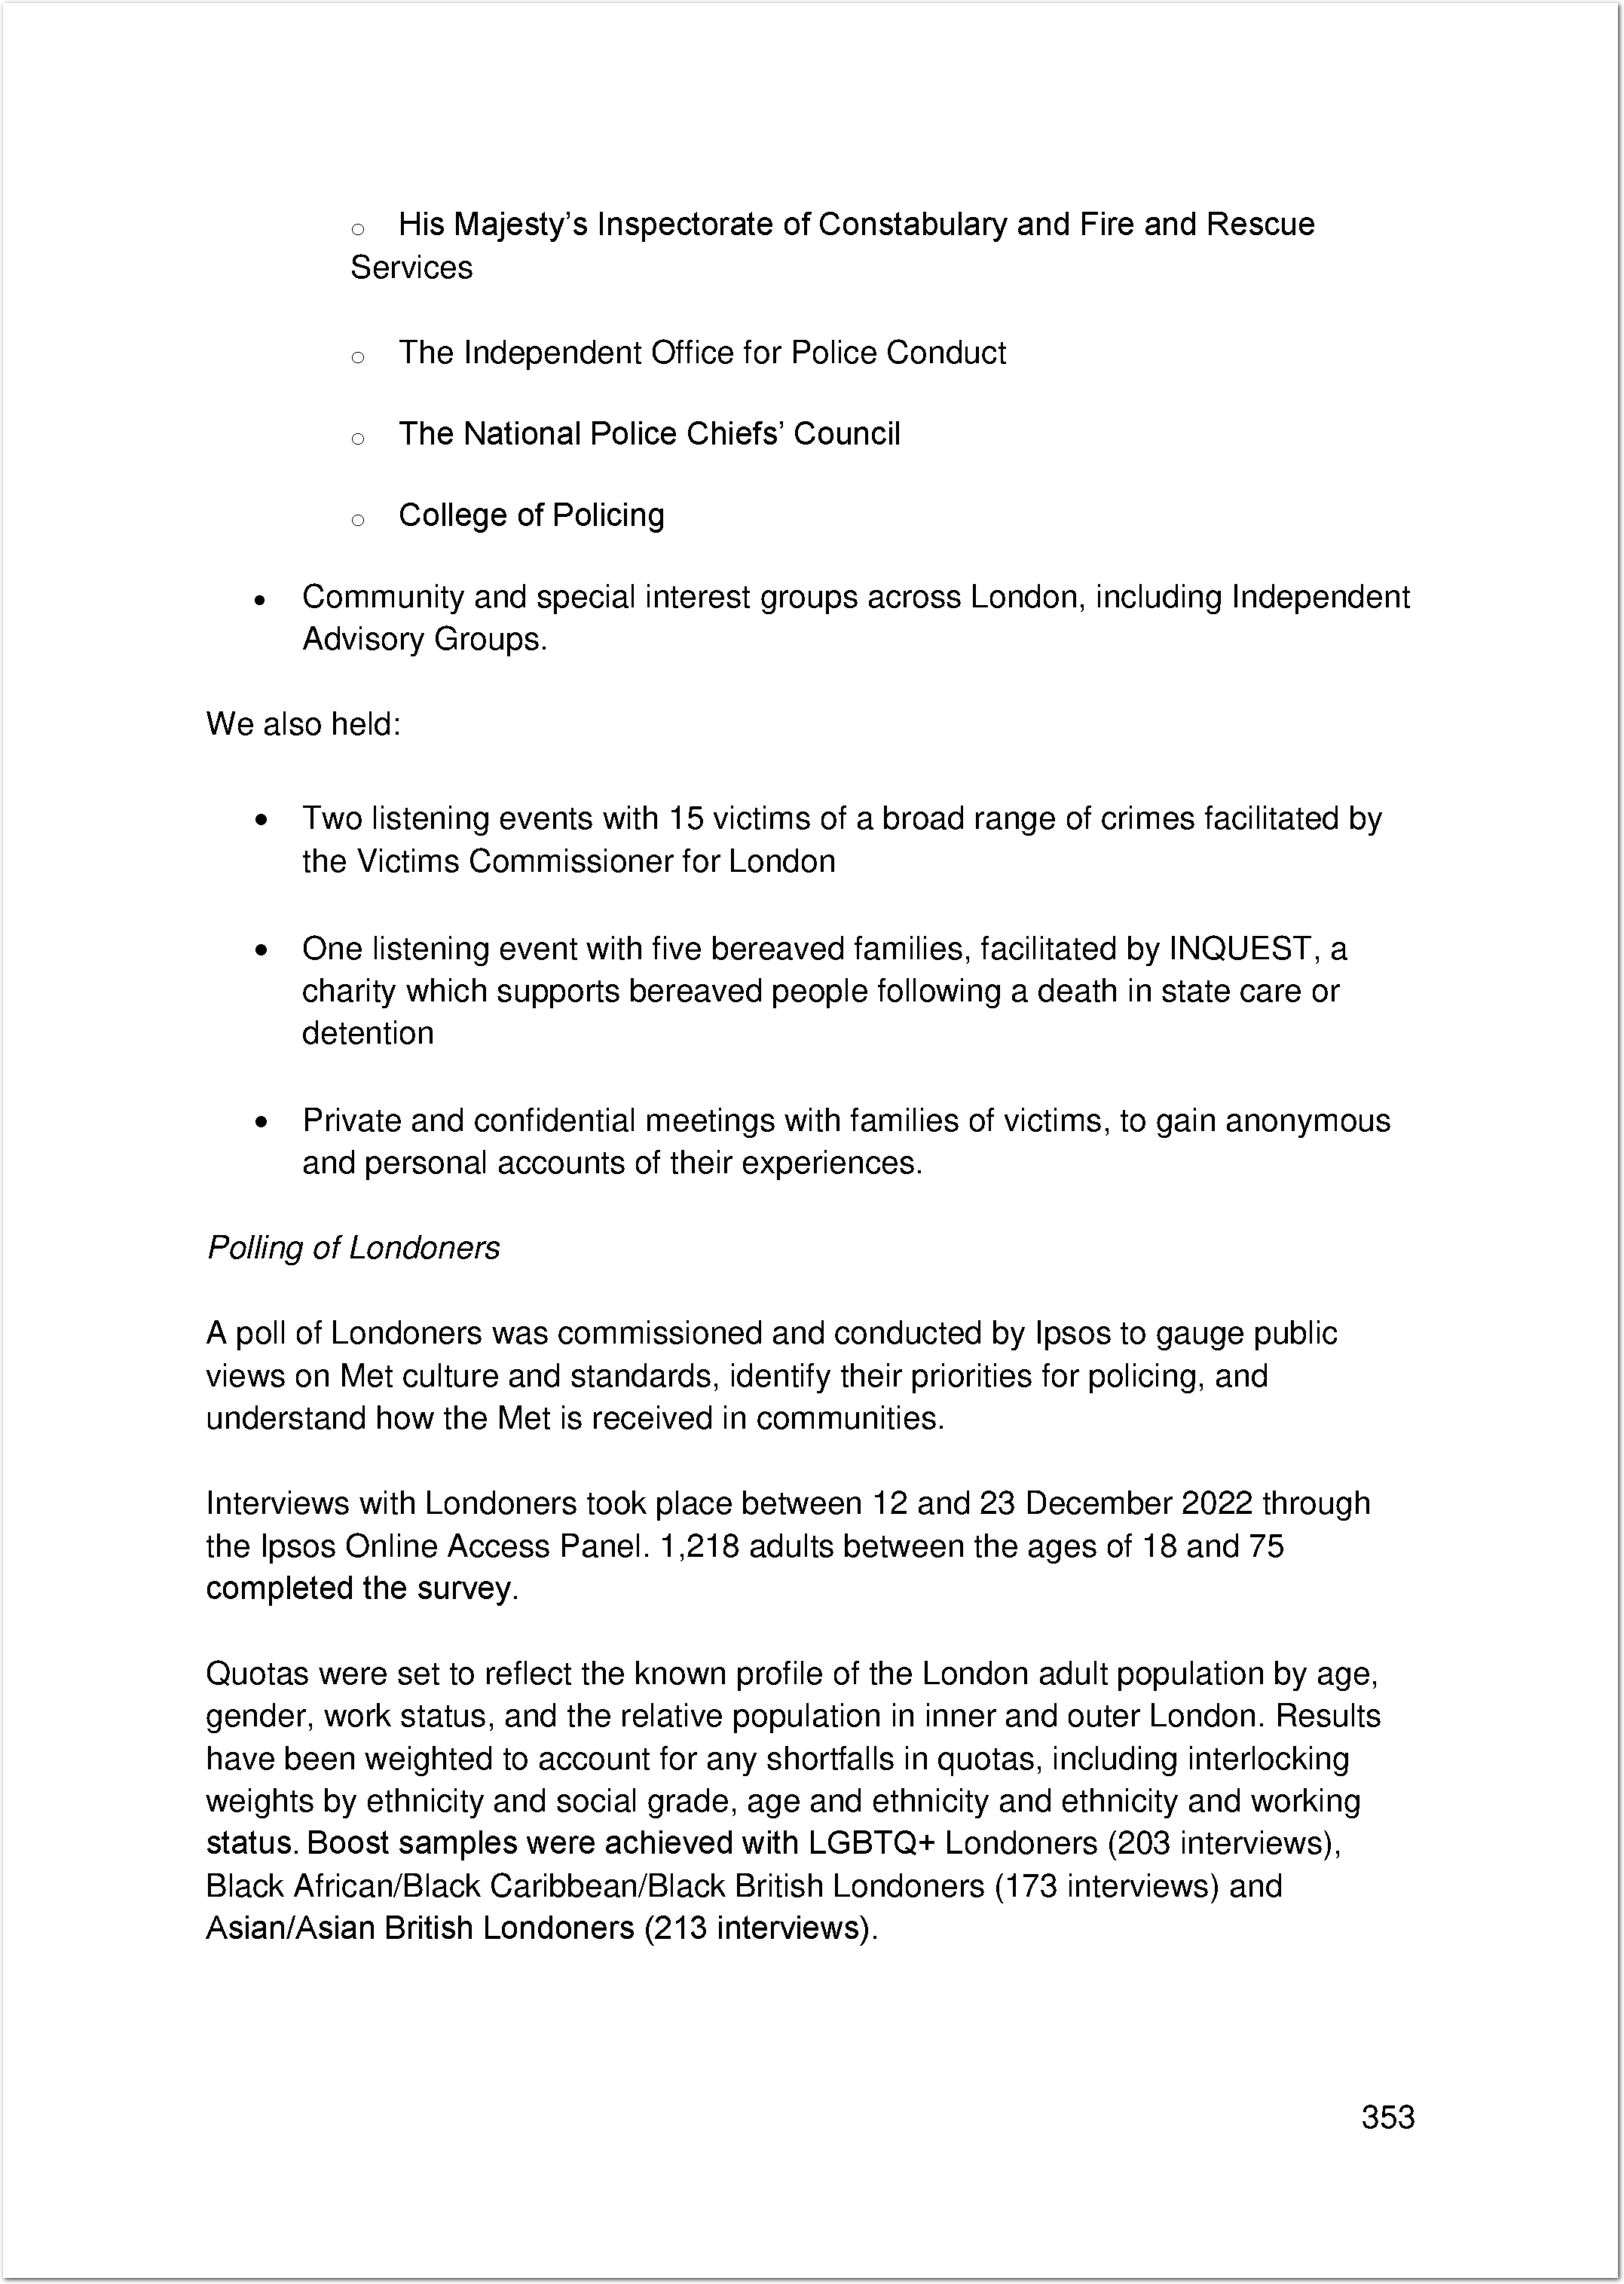 ○ His Majesty’s Inspectorate of Constabulary and Fire and Rescue
Services
○ The Independent Office for Police Conduct
○ The National Police Chiefs’ Council
○ College of Policing
• Community and special interest groups across London, including Independent
Advisory Groups.
We also held:
• Two listening events with 15 victims of a broad range of crimes facilitated by
the Victims Commissioner for London
• One listening event with five bereaved families, facilitated by INQUEST, a
charity which supports bereaved people following a death in state care or
detention
• Private and confidential meetings with families of victims, to gain anonymous
and personal accounts of their experiences.
Polling of Londoners
A poll of Londoners was commissioned and conducted by Ipsos to gauge public
views on Met culture and standards, identify their priorities for policing, and
understand how the Met is received in communities.
Interviews with Londoners took place between 12 and 23 December 2022 through
the Ipsos Online Access Panel. 1,218 adults between the ages of 18 and 75
completed the survey.
Quotas were set to reflect the known profile of the London adult population by age,
gender, work status, and the relative population in inner and outer London. Results
have been weighted to account for any shortfalls in quotas, including interlocking
weights by ethnicity and social grade, age and ethnicity and ethnicity and working
status. Boost samples were achieved with LGBTQ+ Londoners (203 interviews),
Black African/Black Caribbean/Black British Londoners (173 interviews) and
Asian/Asian British Londoners (213 interviews).
353